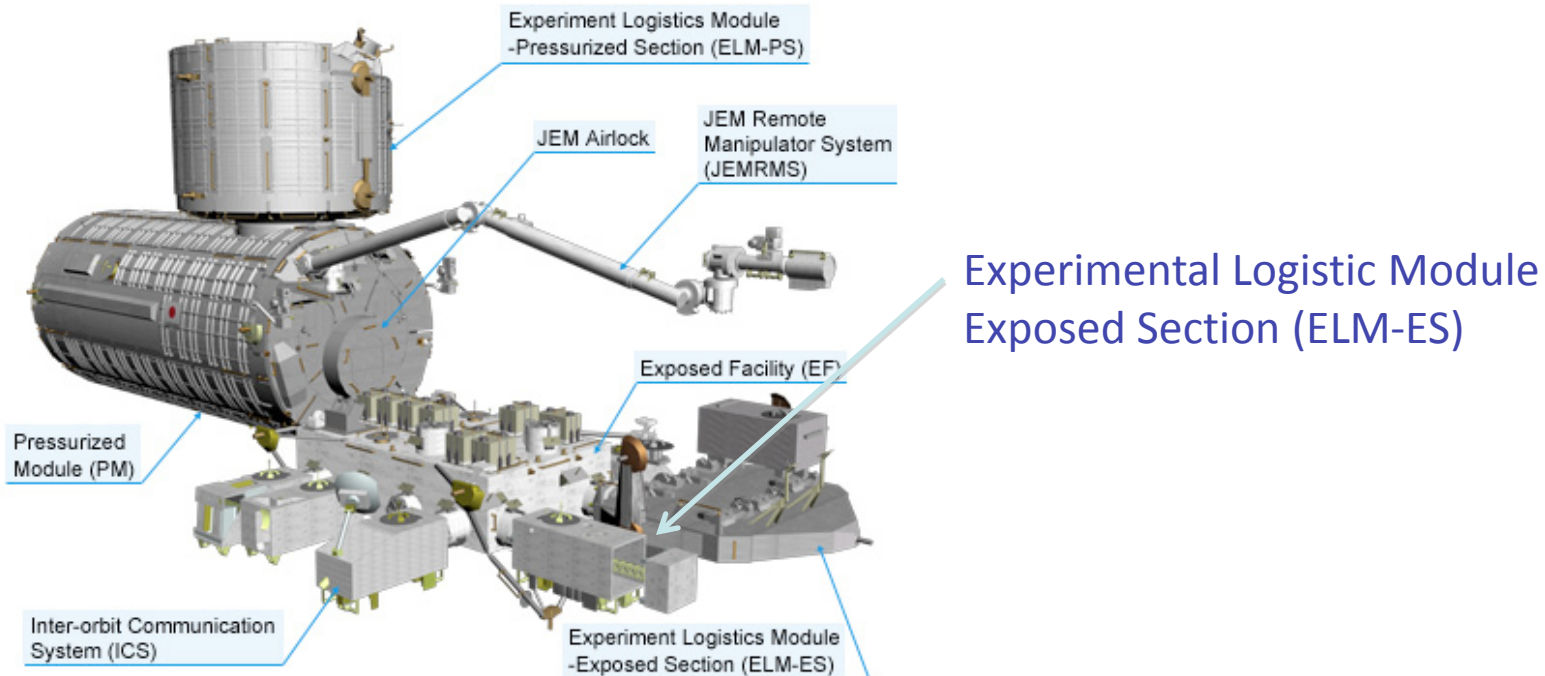 Experiment Logistics Module
-Pressurized Section (ELM-PS)
JEM Airlock
JEM Remote
Manipulator System
(JEMRMS)
Experimental Logistic Module
Exposed Section (ELM-ES)
Exposed Facility (EF)
Pressurized
Module (PM)
Inter-orbit Communication
System (ICS)
Experiment Logistics Module
-Exposed Section (ELM-ES)